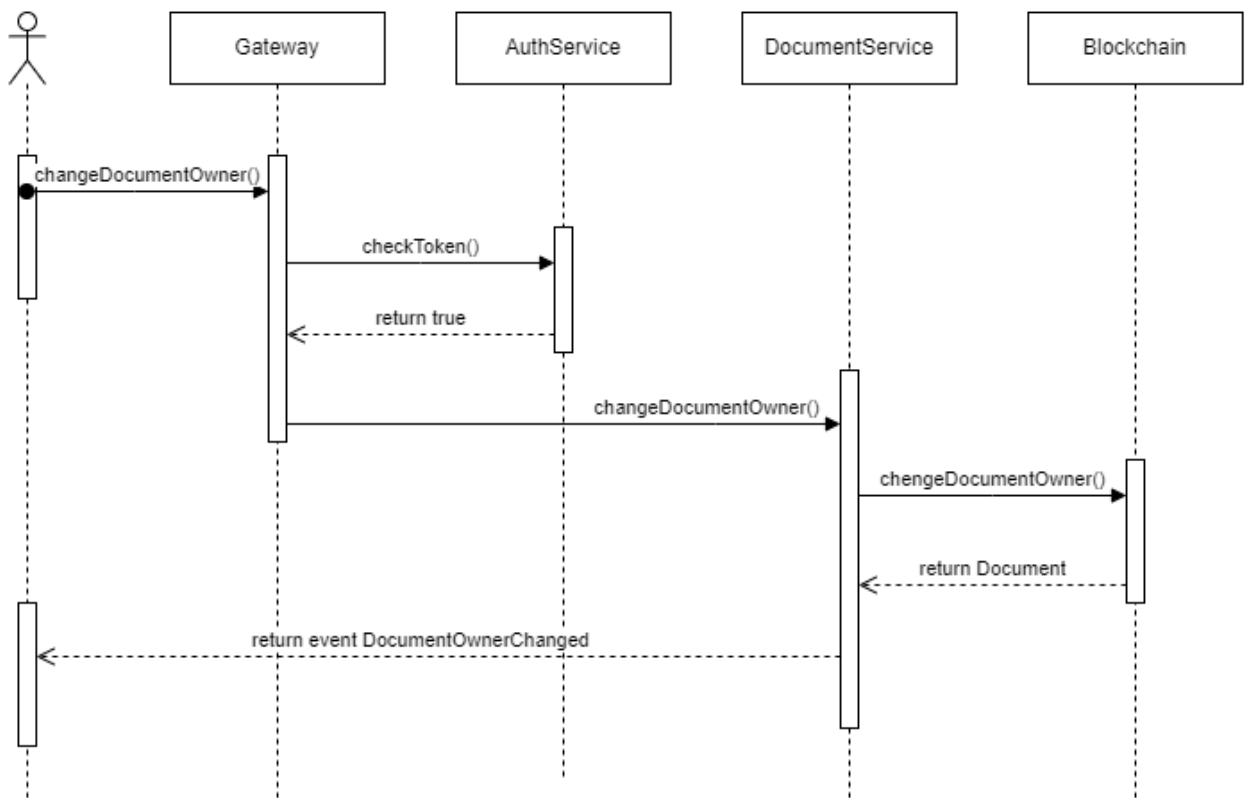 Gateway
AuthService
DocumentService
Blockchain
changeDocumentOwner()
checkToken()
return true
changeDocumentOwner()
chengeDocumentOwner()
return Document
return event DocumentOwnerChanged